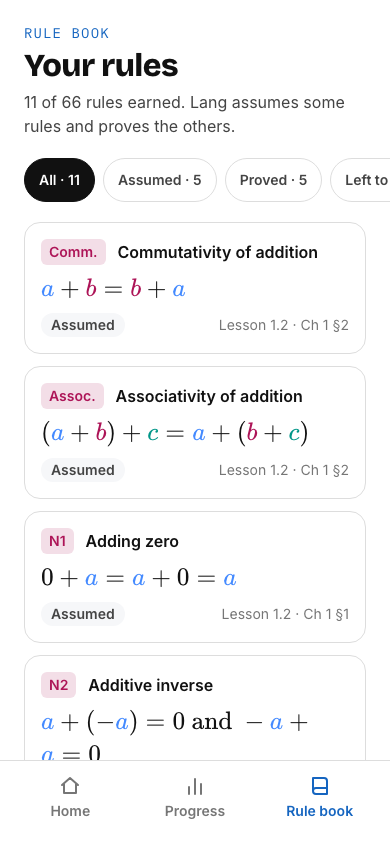 RULE BOOK
Your rules
11 of 66 rules earned. Lang assumes some
rules and proves the others.
All · 11
Assumed · 5
Proved · 5
Left to
Comm. Commutativity of addition
a + b = b + a
Assumed
Lesson 1.2 · Ch 1 §2
Assoc. Associativity of addition
(a + b) + c = a + (b + c)
Assumed
Lesson 1.2 · Ch 1 §2
N1 Adding zero
0 + a = a + 0 = a
Assumed
Lesson 1.2 · Ch 1 §1
N2 Additive inverse
a + (−a) = 0 and − a +
a = 0
Home
Progress
Rule book